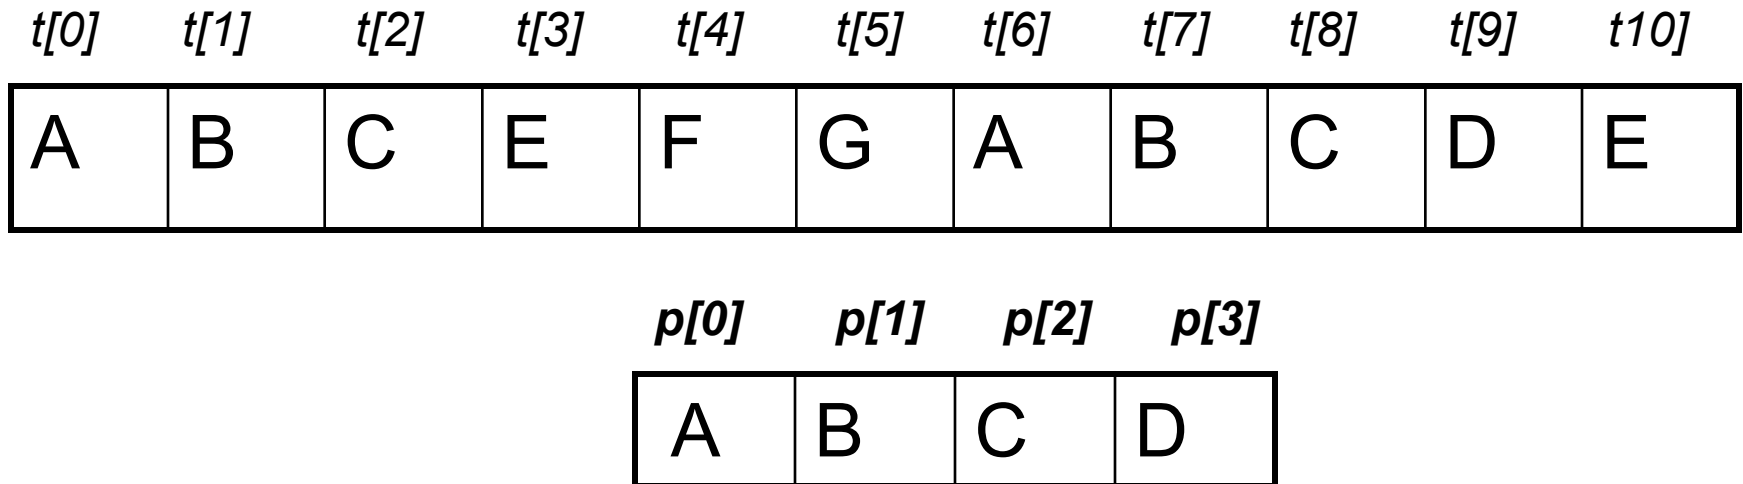 t[0] t[1] t[2] t[3] t[4] t[5] t[6] t[7] t[8] t[9] t10]
A B C E F G A B C D E
p[0] p[1] p[2] p[3]
A B C D